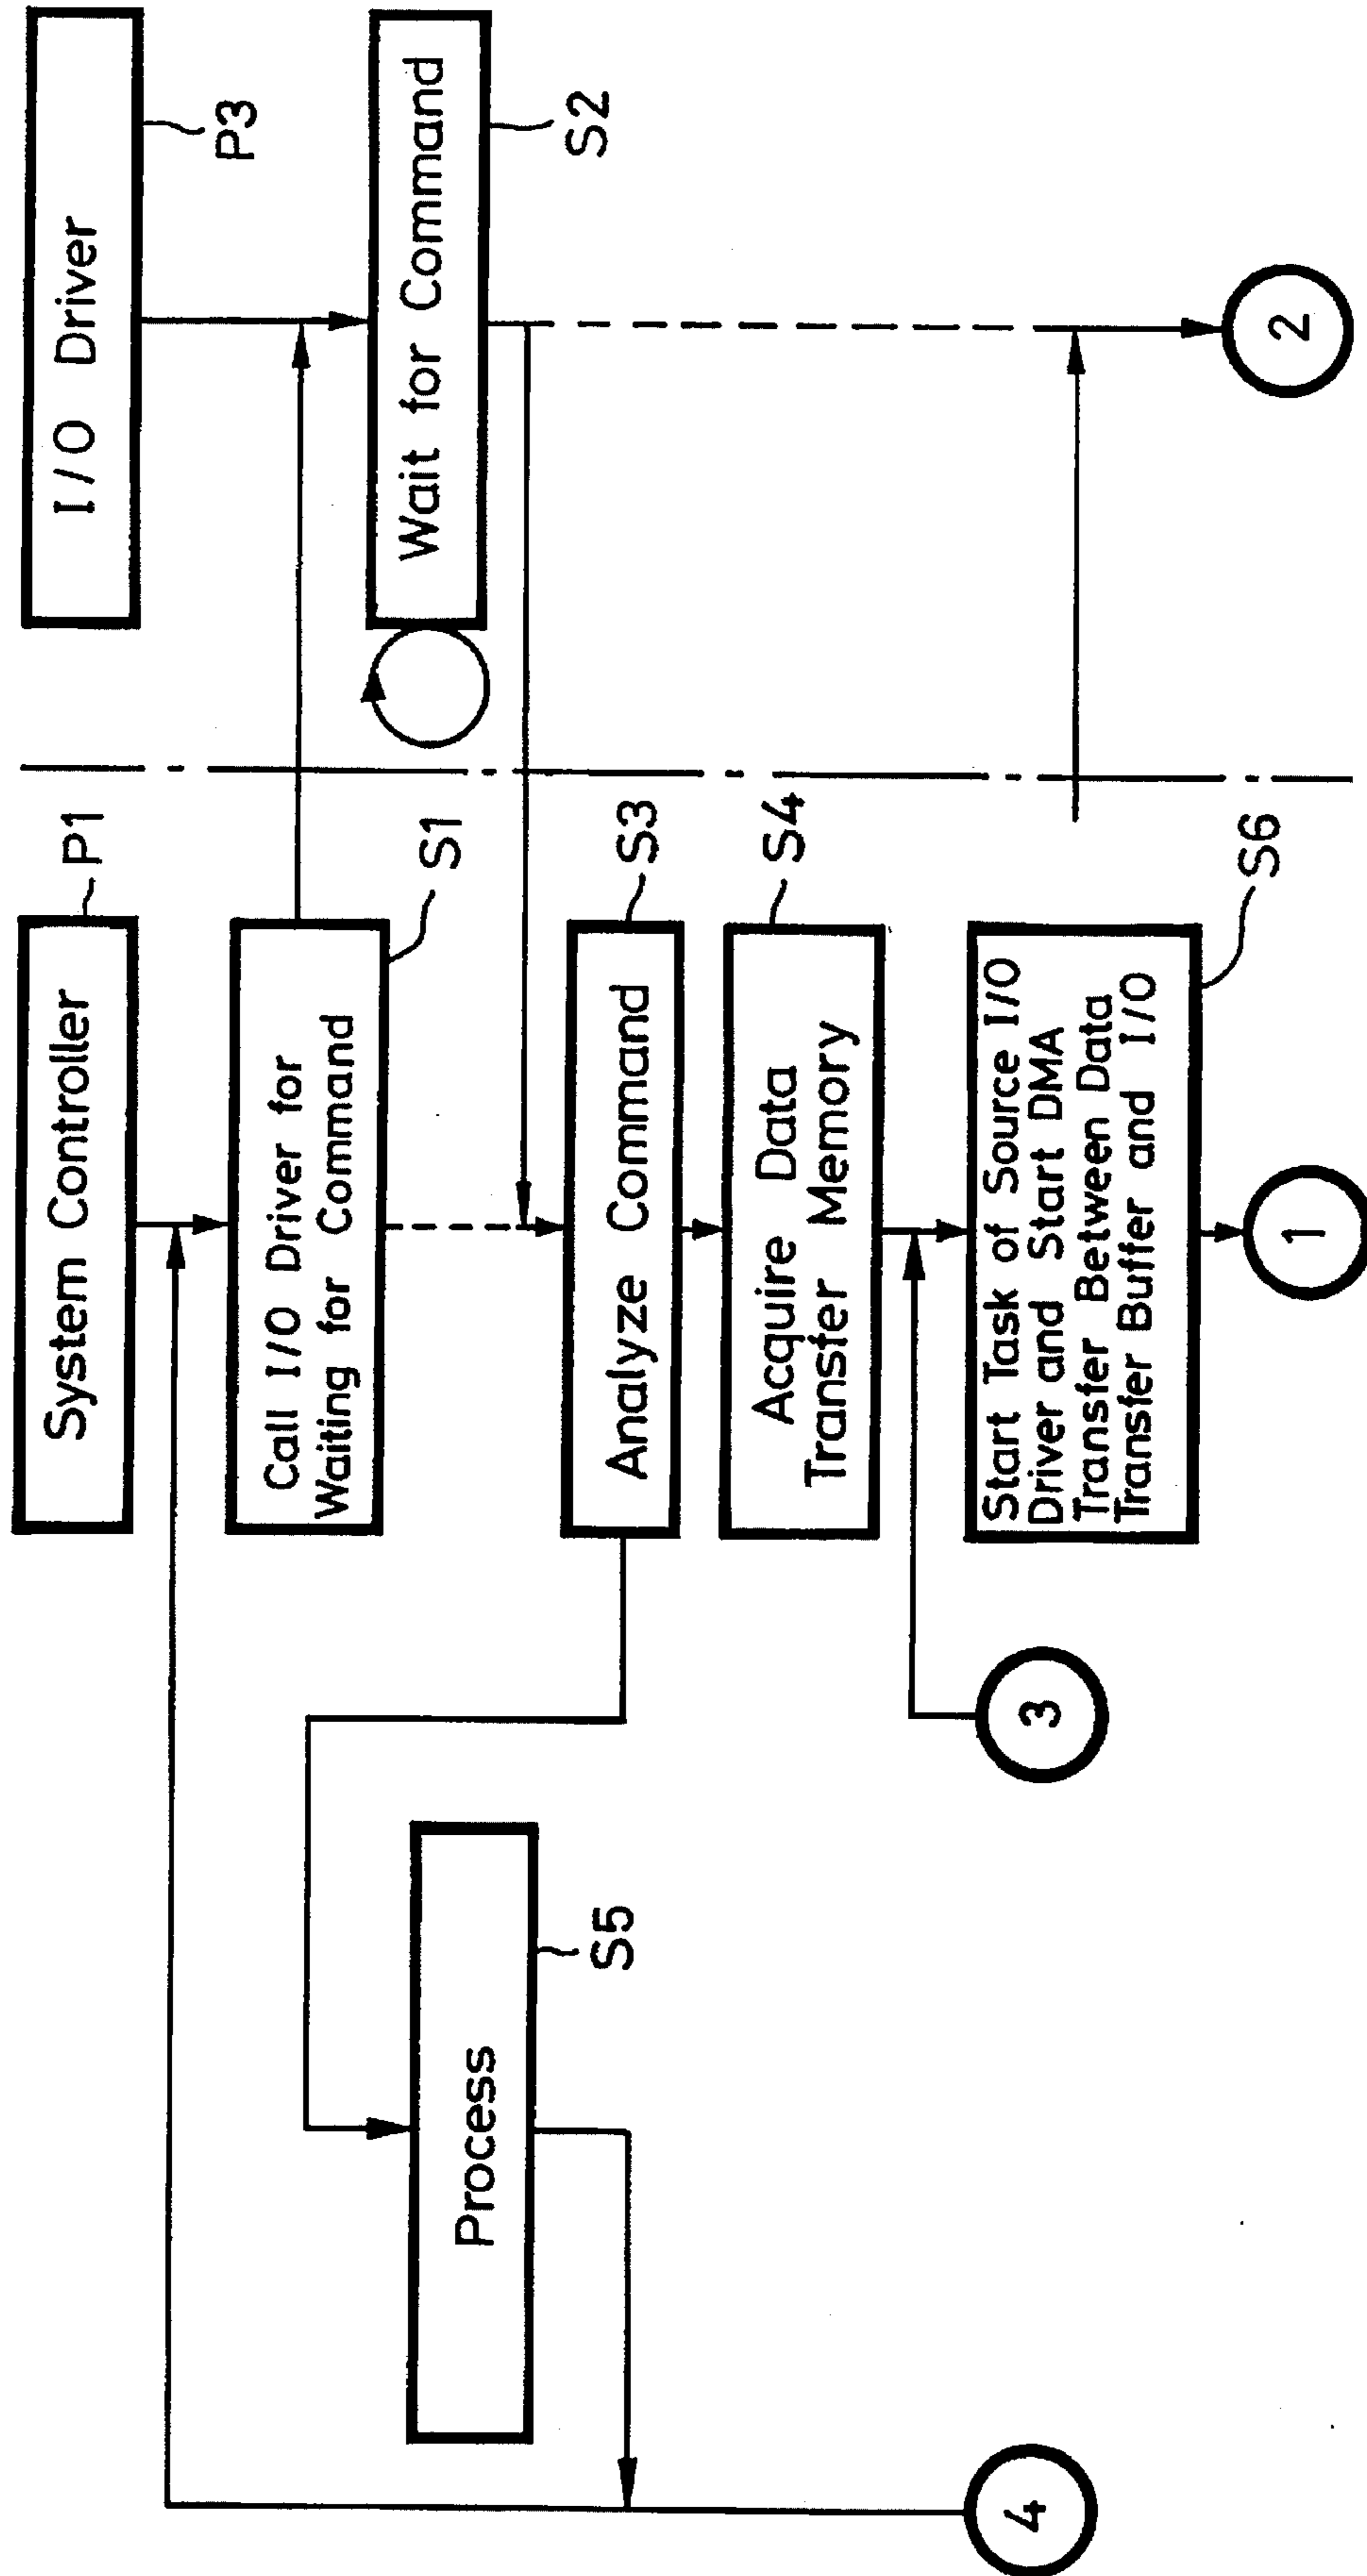 System Controller
P1
I/O Driver
P3
Call I/O Driver for
Waiting for Command
S1
Wait for Command
S2
Process
S5
Analyze Command
S3
Acquire Data
Transfer Memory
S4
Start Task of Source I/O
Driver and Start DMA
Transfer Between Data
Transfer Buffer and I/O
S6
4
3
1
2